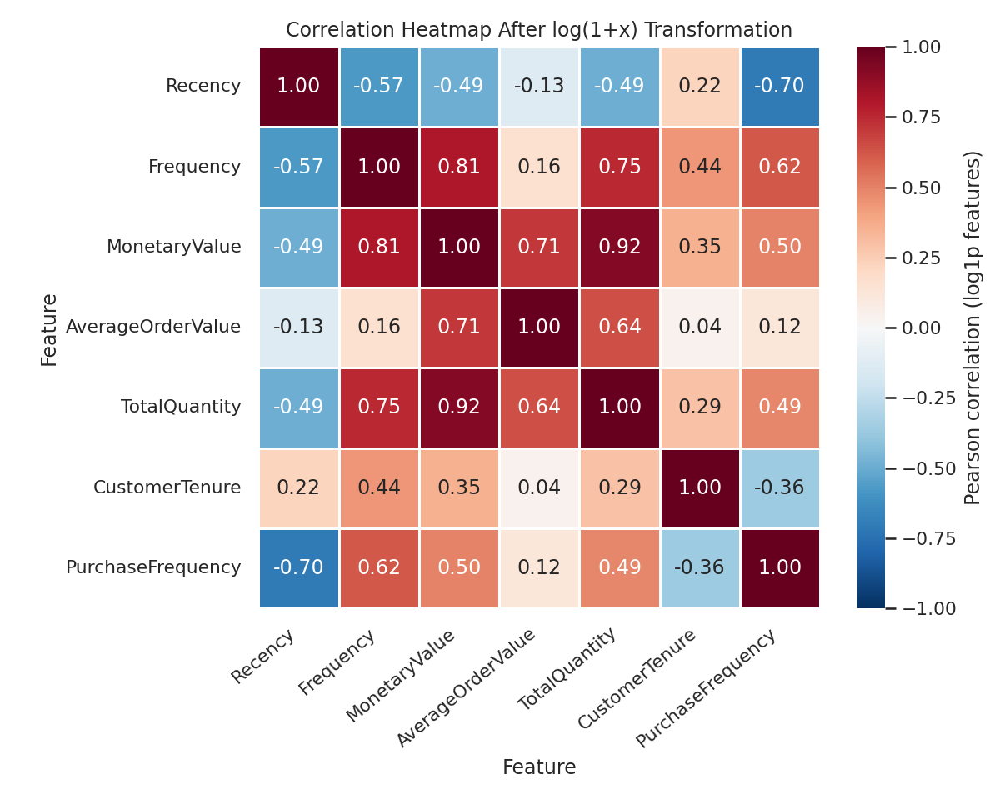 Correlation Heatmap After log(1+x) Transformation
Recency 1.00 -0.57 -0.49 -0.13 -0.49 0.22 -0.70
Frequency -0.57 1.00 0.81 0.16 0.75 0.44 0.62
MonetaryValue -0.49 0.81 1.00 0.71 0.92 0.35 0.50
AverageOrderValue -0.13 0.16 0.71 1.00 0.64 0.04 0.12
TotalQuantity -0.49 0.75 0.92 0.64 1.00 0.29 0.49
CustomerTenure 0.22 0.44 0.35 0.04 0.29 1.00 -0.36
PurchaseFrequency -0.70 0.62 0.50 0.12 0.49 -0.36 1.00
Feature
Recency
Frequency
MonetaryValue
AverageOrderValue
TotalQuantity
CustomerTenure
PurchaseFrequency
Feature
1.00
0.75
0.50
0.25
0.00
−0.25
−0.50
−0.75
−1.00
Pearson correlation (log1p features)